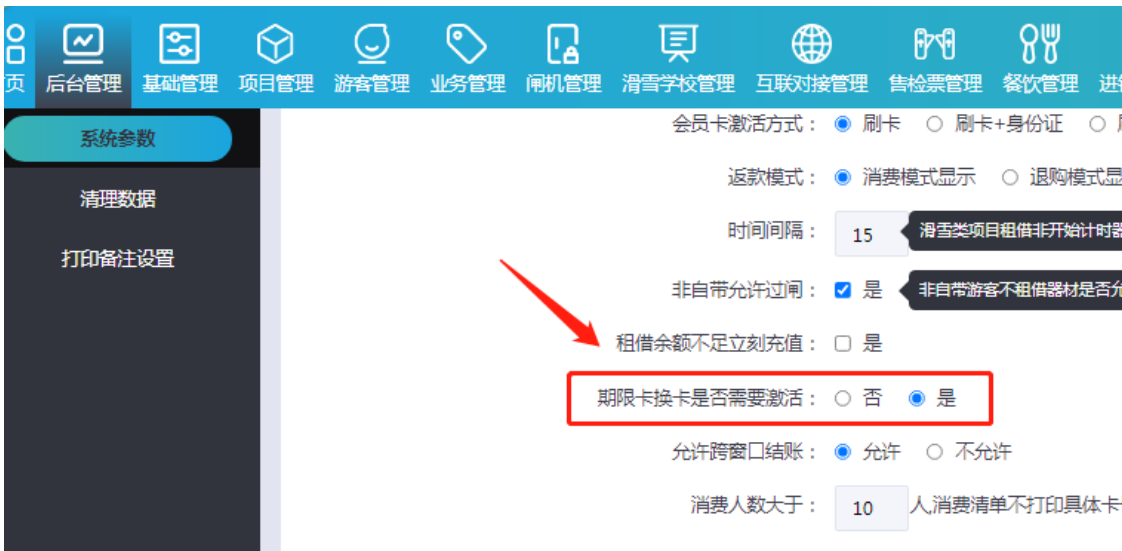 页 后台管理 基础管理 项目管理 游客管理 业务管理 闸机管理 滑雪学校管理 互联对接管理 售检票管理 餐饮管理
系统参数
清理数据
打印备注设置
会员卡激活方式： 刷卡 刷卡+身份证
返款模式： 消费模式显示 退购模式显
时间间隔： 15 滑雪类项目租借非开始计时器
非自带允许过闸： 是 非自带游客不租借器材是否允
租借余额不足立刻充值： 是
期限卡换卡是否需要激活： 否 是
允许跨窗口结账： 允许 不允许
消费人数大于： 10 人,消费清单不打印具体卡